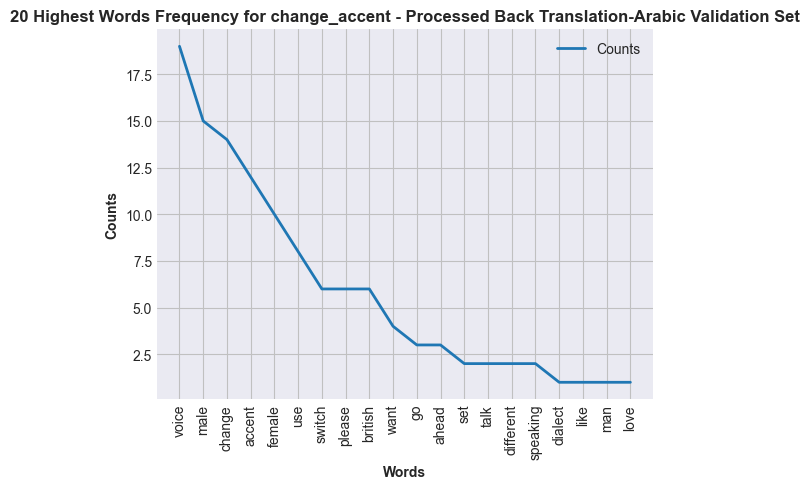 20 Highest Words Frequency for change_accent - Processed Back Translation-Arabic Validation Set
Counts
17.5
15.0
12.5
10.0
7.5
5.0
2.5
Counts
voice
male
change
accent
female
use
switch
please
british
want
go
ahead
set
talk
different
speaking
dialect
like
man
love
Words